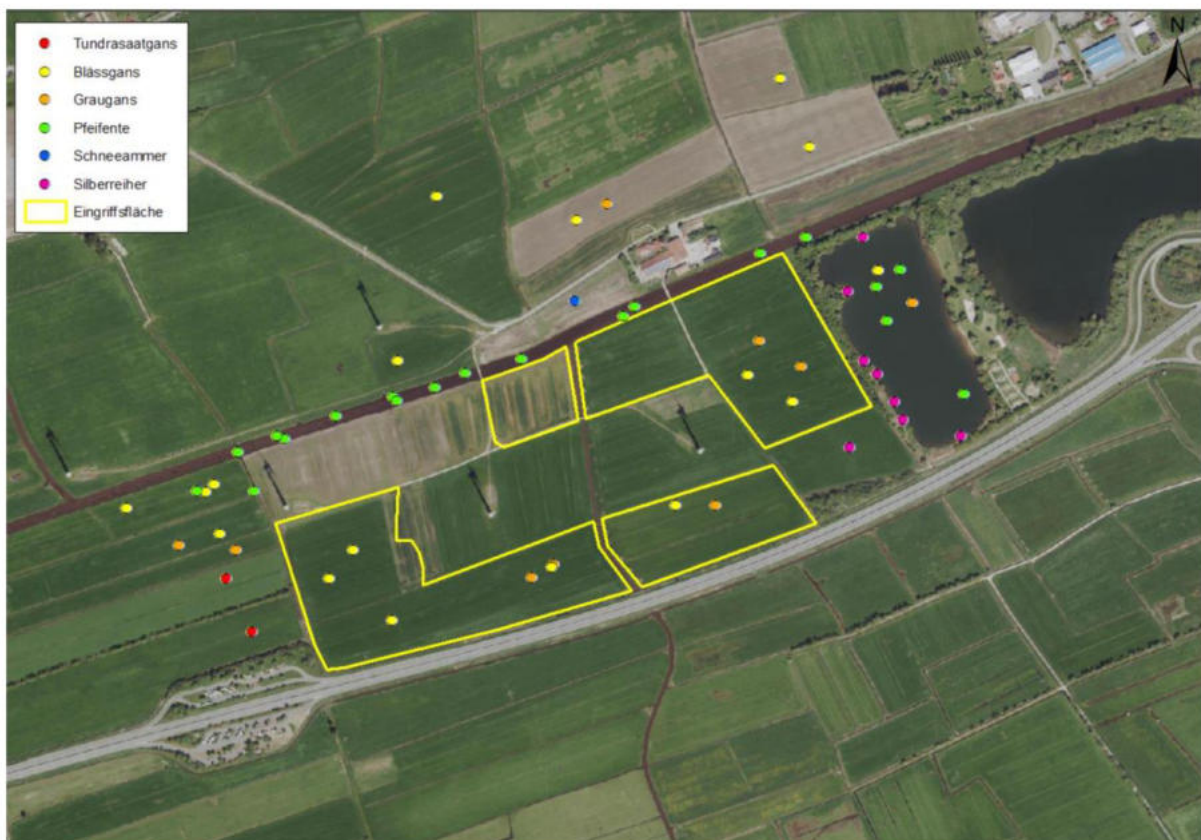 Tundrasaatgans
Blässgans
Graugans
Pfeifente
Schneeammer
Silberreiher
Eingriffsfläche
N